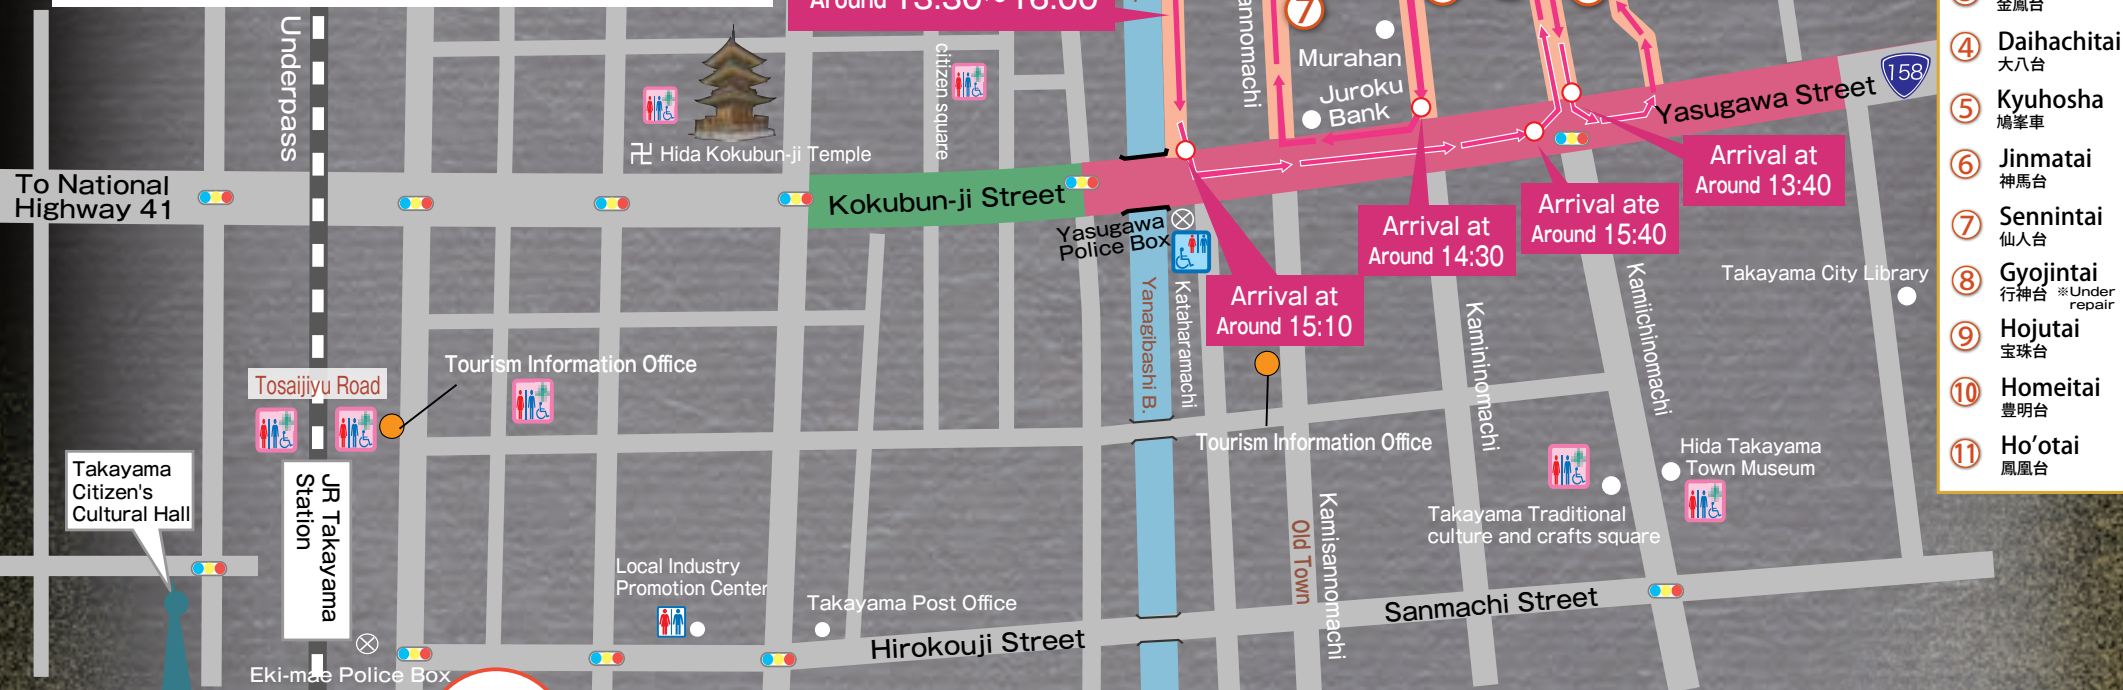 Around 13:30~16:00
Underpass
citizen square
7
Murahan
Juroku
Bank
Yasugawa Street
158
卍 Hida Kokubun-ji Temple
To National
Highway 41
Kokubun-ji Street
Yasugawa
Police Box
Arrival at
Around 13:40
Arrival ate
Around 15:40
Arrival at
Around 14:30
Arrival at
Around 15:10
Takayama City Library
Yanagibashi B.
Kataharamachi
Kamininomachi
Kamiichinomachi
Tourism Information Office
Tosaijiyu Road
Tourism Information Office
Takayama
Citizen's
Cultural Hall
JR Takayama
Station
Hida Takayama
Town Museum
Takayama Traditional
culture and crafts square
Old Town
Kamisannomachi
Local Industry
Promotion Center
Takayama Post Office
Hirokouji Street
Sanmachi Street
Eki-mae Police Box
金鳳台
④ Daihachitai
大八台
⑤ Kyuhosha
鳩峯車
⑥ Jinmatai
神馬台
⑦ Sennintai
仙人台
⑧ Gyojintai
行神台 ※Under
repair
⑨ Hojutai
宝珠台
⑩ Homeitai
豊明台
⑪ Ho'otai
鳳凰台